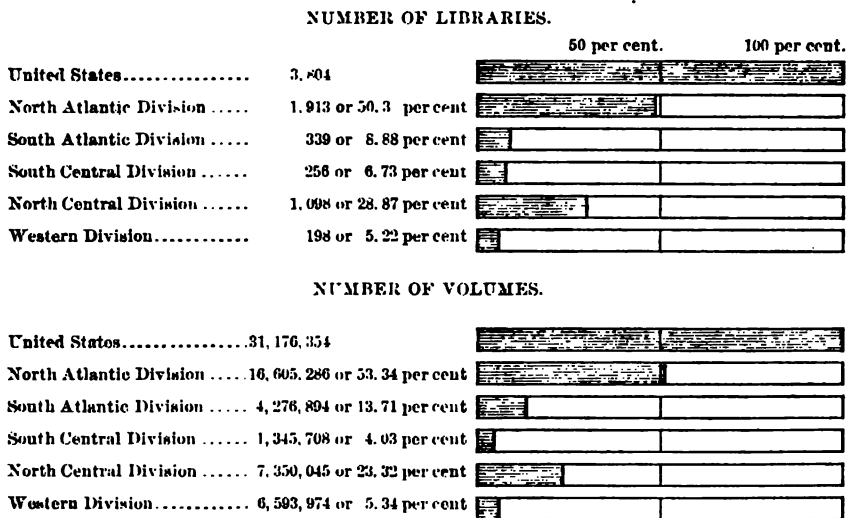 NUMBER OF LIBRARIES.
50 per cent. 100 per cent.
United States................ 3,804
North Atlantic Division ..... 1.913 or 50.3 per cent
South Atlantic Division ..... 339 or 8.88 per cent
South Central Division ...... 256 or 6.73 per cent
North Central Division ...... 1,098 or 28.87 per cent
Western Division............ 198 or 5.22 per cent
NUMBER OF VOLUMES.
United States................31,176,354
North Atlantic Division .....16,605.286 or 53.34 per cent
South Atlantic Division ..... 4,276,894 or 13.71 per cent
South Central Division ...... 1,345,708 or 4.03 per cent
North Central Division ...... 7,350,045 or 23,32 per cent
Western Division............ 6,593,974 or 5.34 per cent